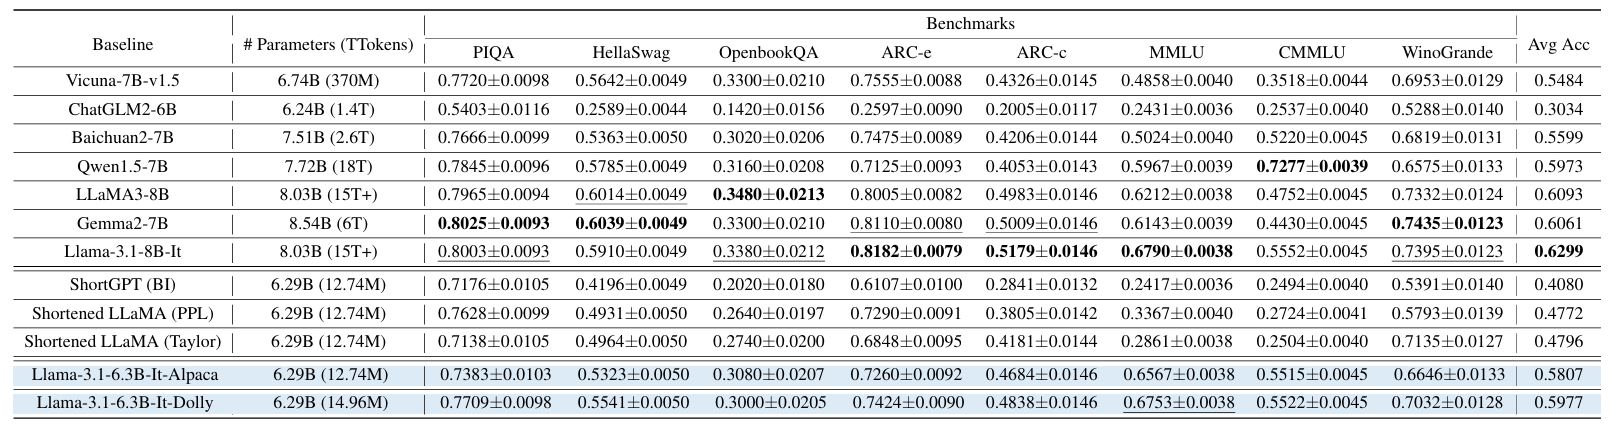 Baseline # Parameters (TTokens) Benchmarks Avg Acc
PIQA HellaSwag OpenbookQA ARC-e ARC-c MMLU CMMLU WinoGrande
Vicuna-7B-v1.5 6.74B (370M) 0.7720±0.0098 0.5642±0.0049 0.3300±0.0210 0.7555±0.0088 0.4326±0.0145 0.4858±0.0040 0.3518±0.0044 0.6953±0.0129 0.5484
ChatGLM2-6B 6.24B (1.4T) 0.5403±0.0116 0.2589±0.0044 0.1420±0.0156 0.2597±0.0090 0.2005±0.0117 0.2431±0.0036 0.2537±0.0040 0.5288±0.0140 0.3034
Baichuan2-7B 7.51B (2.6T) 0.7666±0.0099 0.5363±0.0050 0.3020±0.0206 0.7475±0.0089 0.4206±0.0144 0.5024±0.0040 0.5220±0.0045 0.6819±0.0131 0.5599
Qwen1.5-7B 7.72B (18T) 0.7845±0.0096 0.5785±0.0049 0.3160±0.0208 0.7125±0.0093 0.4053±0.0143 0.5967±0.0039 0.7277±0.0039 0.6575±0.0133 0.5973
LLaMA3-8B 8.03B (15T+) 0.7965±0.0094 0.6014±0.0049 0.3480±0.0213 0.8005±0.0082 0.4983±0.0146 0.6212±0.0038 0.4752±0.0045 0.7332±0.0124 0.6093
Gemma2-7B 8.54B (6T) 0.8025±0.0093 0.6039±0.0049 0.3300±0.0210 0.8110±0.0080 0.5009±0.0146 0.6143±0.0039 0.4430±0.0045 0.7435±0.0123 0.6061
Llama-3.1-8B-It 8.03B (15T+) 0.8003±0.0093 0.5910±0.0049 0.3380±0.0212 0.8182±0.0079 0.5179±0.0146 0.6790±0.0038 0.5552±0.0045 0.7395±0.0123 0.6299
ShortGPT (BI) 6.29B (12.74M) 0.7176±0.0105 0.4196±0.0049 0.2020±0.0180 0.6107±0.0100 0.2841±0.0132 0.2417±0.0036 0.2494±0.0040 0.5391±0.0140 0.4080
Shortened LLaMA (PPL) 6.29B (12.74M) 0.7628±0.0099 0.4931±0.0050 0.2640±0.0197 0.7290±0.0091 0.3805±0.0142 0.3367±0.0040 0.2724±0.0041 0.5793±0.0139 0.4772
Shortened LLaMA (Taylor) 6.29B (12.74M) 0.7138±0.0105 0.4964±0.0050 0.2740±0.0200 0.6848±0.0095 0.4181±0.0144 0.2861±0.0038 0.2504±0.0040 0.7135±0.0127 0.4796
Llama-3.1-6.3B-It-Alpaca 6.29B (12.74M) 0.7383±0.0103 0.5323±0.0050 0.3080±0.0207 0.7260±0.0092 0.4684±0.0146 0.6567±0.0038 0.5515±0.0045 0.6646±0.0133 0.5807
Llama-3.1-6.3B-It-Dolly 6.29B (14.96M) 0.7709±0.0098 0.5541±0.0050 0.3000±0.0205 0.7424±0.0090 0.4838±0.0146 0.6753±0.0038 0.5522±0.0045 0.7032±0.0128 0.5977